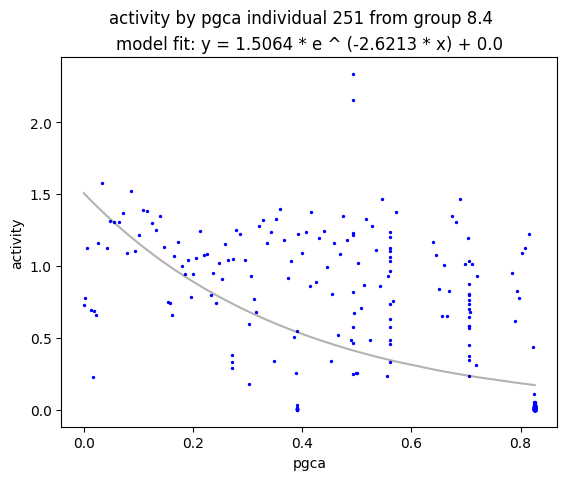 activity by pgca individual 251 from group 8.4
model fit: y = 1.5064 * e ^ (-2.6213 * x) + 0.0
2.0
1.5
1.0
0.5
0.0
activity
0.0 0.2 0.4 0.6 0.8
pgca